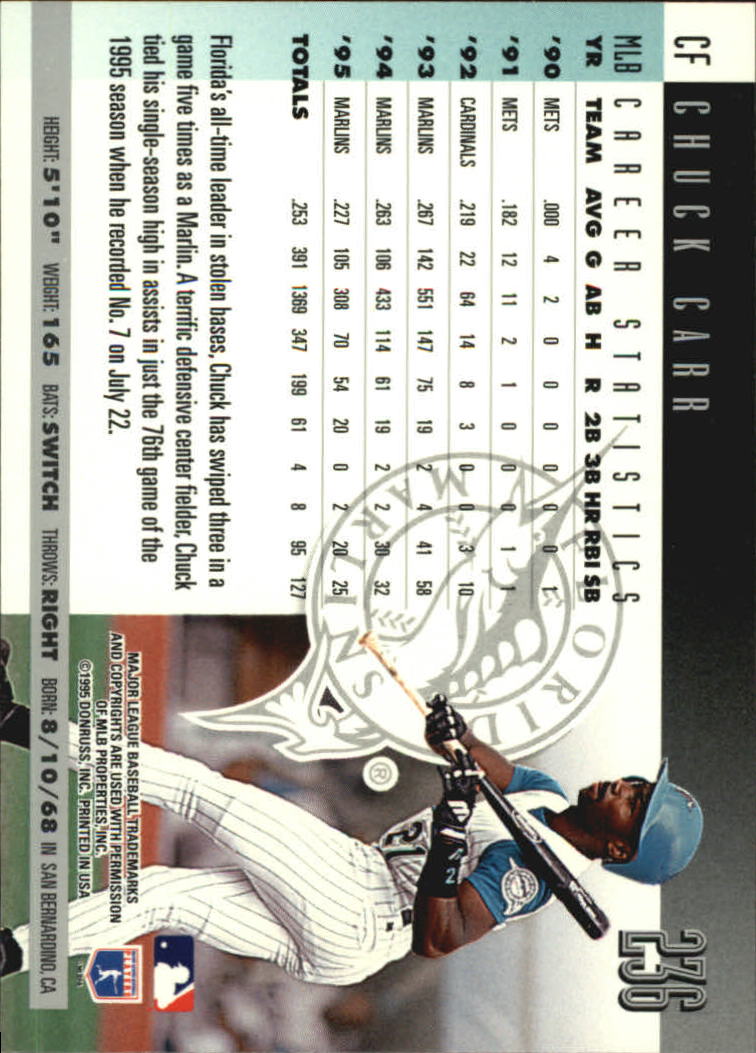 CF CHUCK CARR
236
MLB CAREER STATISTICS
YR TEAM AVG G AB H R 2B 3B HR RBI SB
'90 METS .000 4 2 0 0 0 0 0 0 1
'91 METS .182 12 11 2 1 0 0 0 1 1
'92 CARDINALS .219 22 64 14 8 3 0 0 3 10
'93 MARLINS .267 142 551 147 75 19 2 4 41 58
'94 MARLINS .263 106 433 114 61 19 2 2 30 32
'95 MARLINS .227 105 308 70 54 20 0 2 20 25
TOTALS .253 391 1369 347 199 61 4 8 95 127
FLORIDA
MARLINS
®
21
2
Florida's all-time leader in stolen bases, Chuck has swiped three in a
game five times as a Marlin. A terrific defensive center fielder, Chuck
tied his single-season high in assists in just the 76th game of the
1995 season when he recorded No. 7 on July 22.
MAJOR LEAGUE BASEBALL TRADEMARKS
AND COPYRIGHTS ARE USED WITH PERMISSION
OF MLB PROPERTIES, INC.
©1995 DONRUSS, INC. PRINTED IN USA
PLAYERS
HEIGHT: 5'10" WEIGHT: 165 BATS: SWITCH THROWS: RIGHT BORN: 8/10/68 IN SAN BERNARDINO, CA